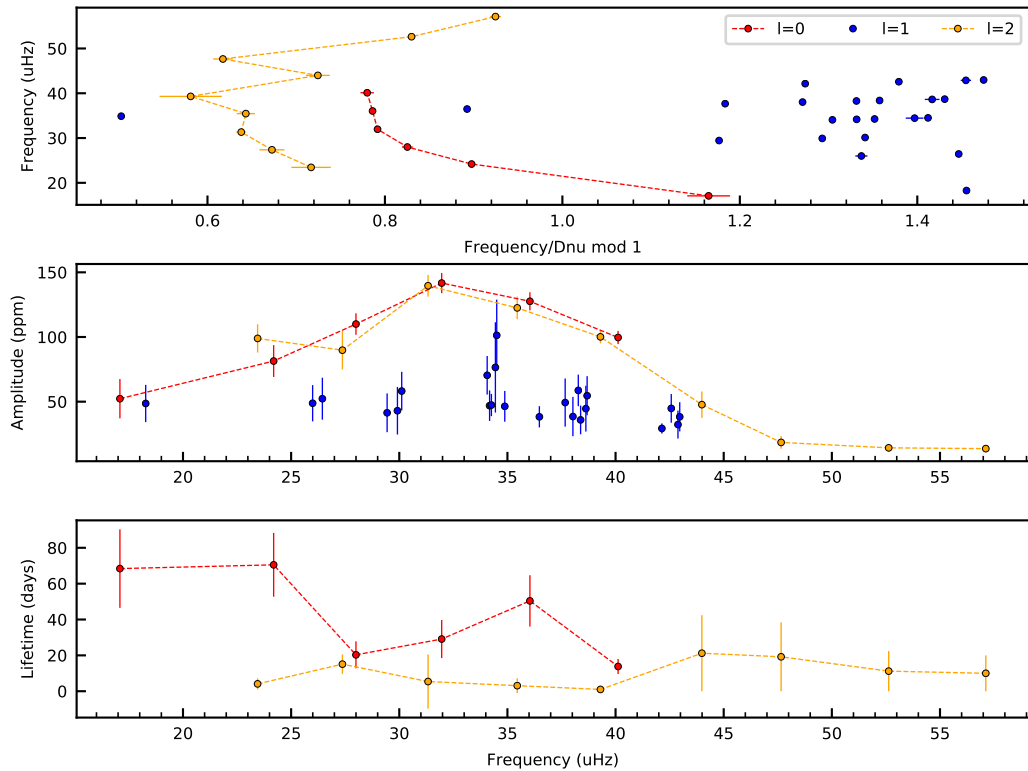 50
40
30
20
Frequency (uHz)
l=0 l=1 l=2
0.6 0.8 1.0 1.2 1.4
Frequency/Dnu mod 1
150
100
50
Amplitude (ppm)
20 25 30 35 40 45 50 55
80
60
40
20
0
Lifetime (days)
20 25 30 35 40 45 50 55
Frequency (uHz)